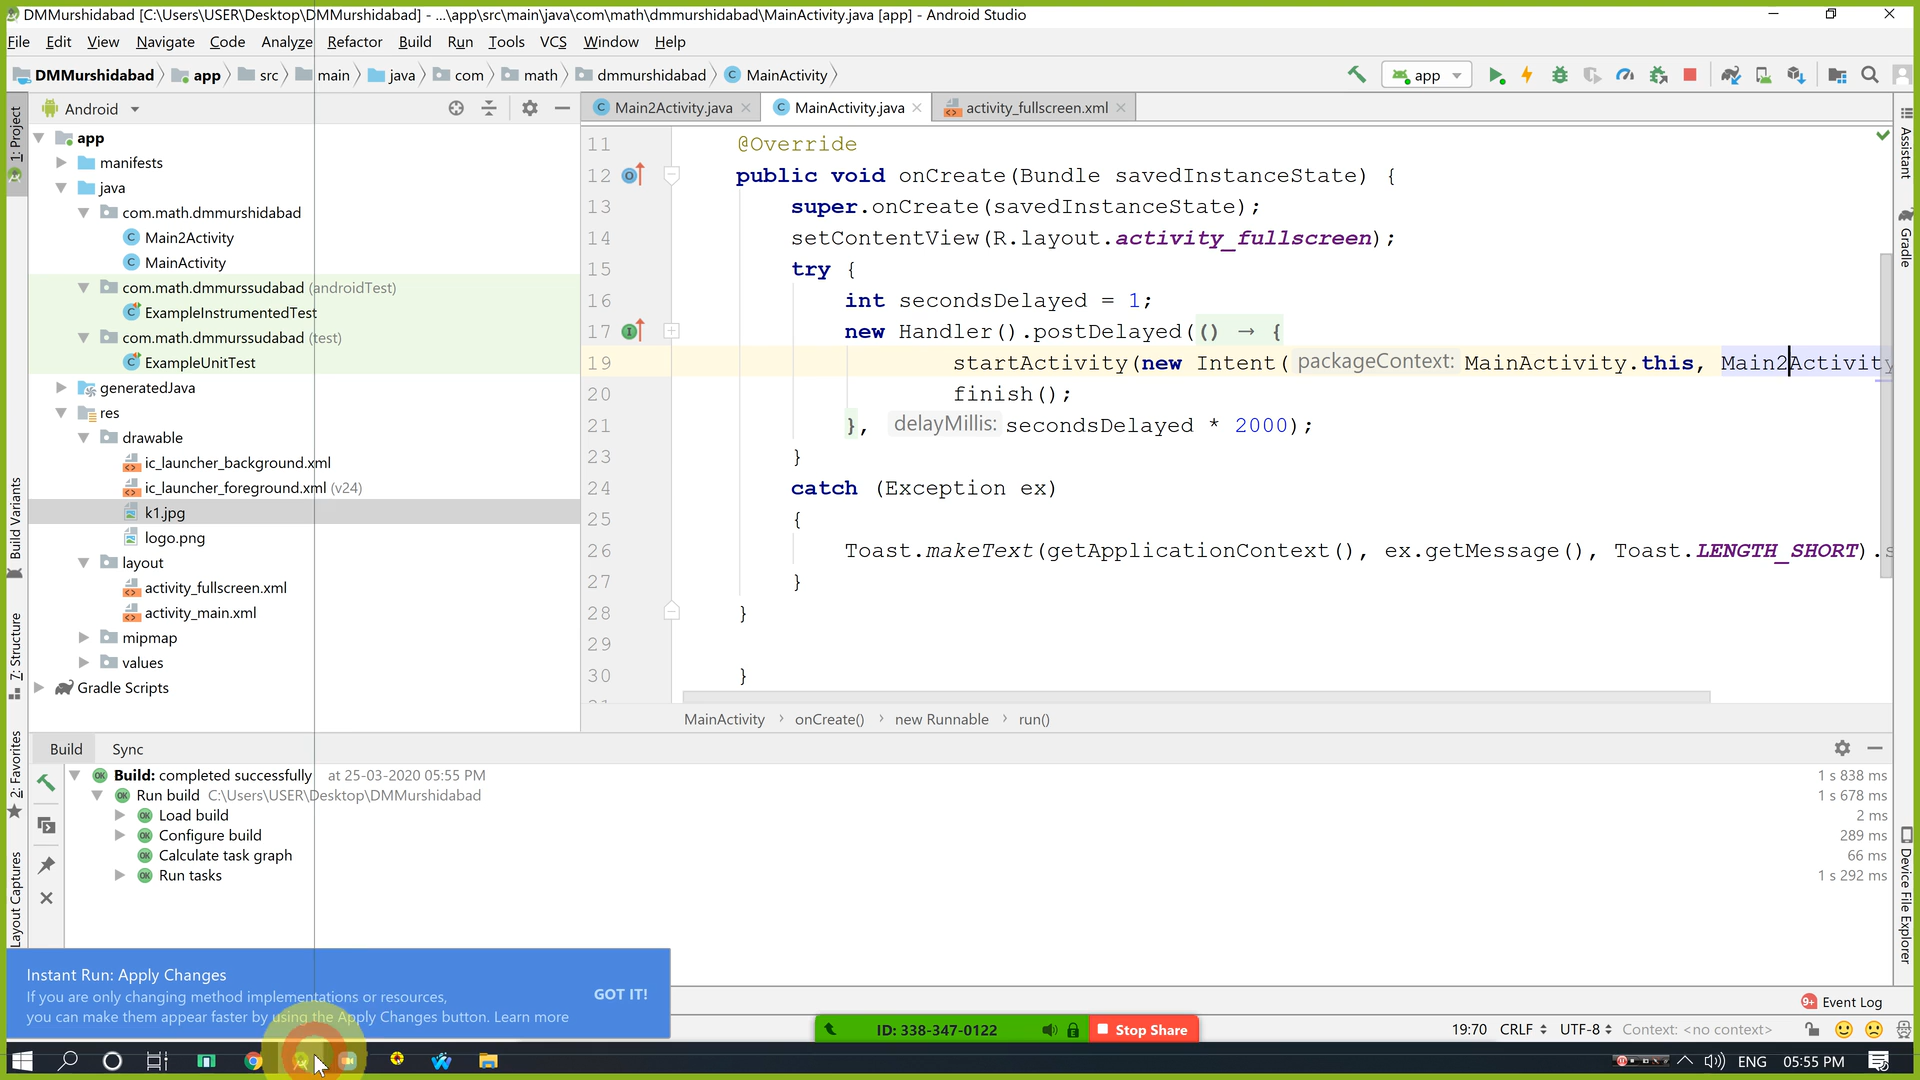 DMMurshidabad [C:\Users\USER\Desktop\DMMurshidabad] - ...\app\src\main\java\com\math\dmmurshidabad\MainActivity.java [app] - Android Studio
File Edit View Navigate Code Analyze Refactor Build Run Tools VCS Window Help
DMMurshidabad app src main java com math dmmurshidabad MainActivity
app
1: Project
Android
app
manifests
java
com.math.dmmurshidabad
Main2Activity
MainActivity
com.math.dmmurssudabad (androidTest)
ExampleInstrumentedTest
com.math.dmmurssudabad (test)
ExampleUnitTest
generatedJava
res
drawable
ic_launcher_background.xml
ic_launcher_foreground.xml (v24)
k1.jpg
logo.png
layout
activity_fullscreen.xml
activity_main.xml
mipmap
values
Gradle Scripts
Build Variants
7: Structure
2: Favorites
Layout Captures
Main2Activity.java MainActivity.java activity_fullscreen.xml
11 @Override
12 public void onCreate(Bundle savedInstanceState) {
13 super.onCreate(savedInstanceState);
14 setContentView(R.layout.activity_fullscreen);
15 try {
16 int secondsDelayed = 1;
17 new Handler().postDelayed(() → {
19 startActivity(new Intent( packageContext: MainActivity.this, Main2Activity
20 finish();
21 }, delayMillis: secondsDelayed * 2000);
23 }
24 catch (Exception ex)
25 {
26 Toast.makeText(getApplicationContext(), ex.getMessage(), Toast.LENGTH_SHORT).s
27 }
28 }
29
30 }
MainActivity onCreate() new Runnable run()
Assistant
Gradle
Device File Explorer
Build Sync
Build: completed successfully at 25-03-2020 05:55 PM 1 s 838 ms
Run build C:\Users\USER\Desktop\DMMurshidabad 1 s 678 ms
Load build 2 ms
Configure build 289 ms
Calculate task graph 66 ms
Run tasks 1 s 292 ms
Instant Run: Apply Changes
If you are only changing method implementations or resources,
you can make them appear faster by using the Apply Changes button. Learn more
GOT IT!
9+ Event Log
ID: 338-347-0122 Stop Share
19:70 CRLF UTF-8 Context: <no context>
ENG 05:55 PM